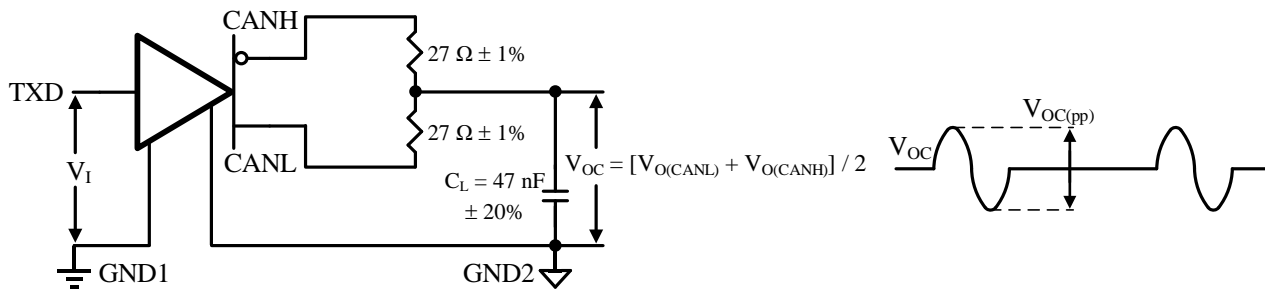 CANH
27 Ω ± 1%
TXD
27 Ω ± 1%
CANL
V_I
V_OC = [V_O(CANL) + V_O(CANH)] / 2
C_L = 47 nF
± 20%
GND1
GND2
V_OC(pp)
V_OC